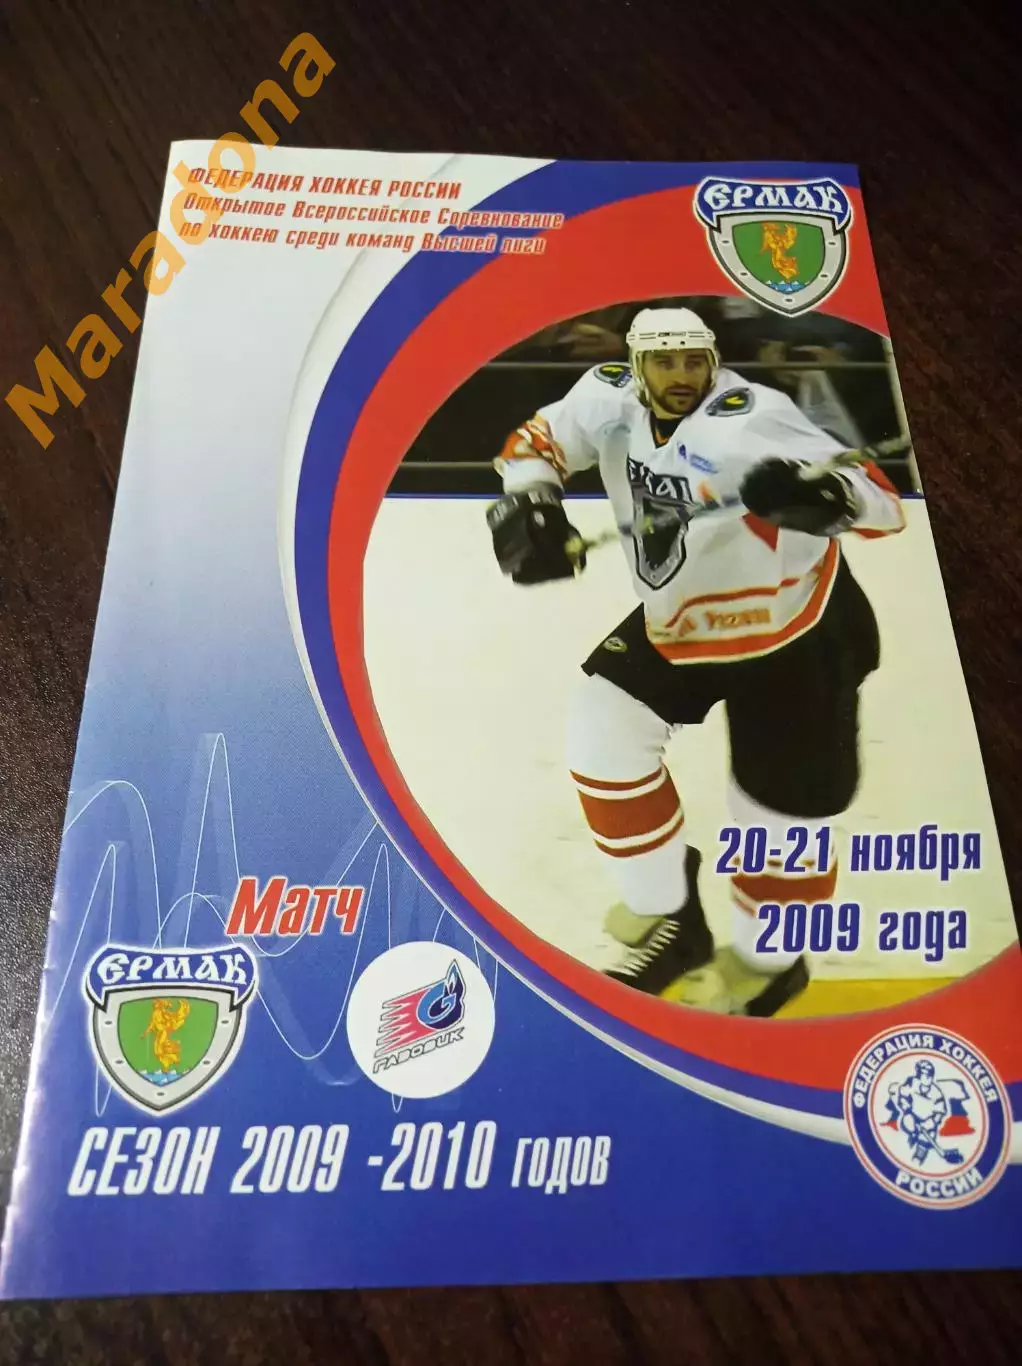 Maradona
ФЕДЕРАЦИЯ ХОККЕЯ РОССИИ
Открытое Всероссийское Соревнование
по хоккею среди команд Высшей лиги
ЕРМАК
20-21 ноября
2009 года
Матч
ЕРМАК
ГАЗОВИК
ФЕДЕРАЦИЯ ХОККЕЯ
РОССИИ
СЕЗОН 2009 -2010 годов